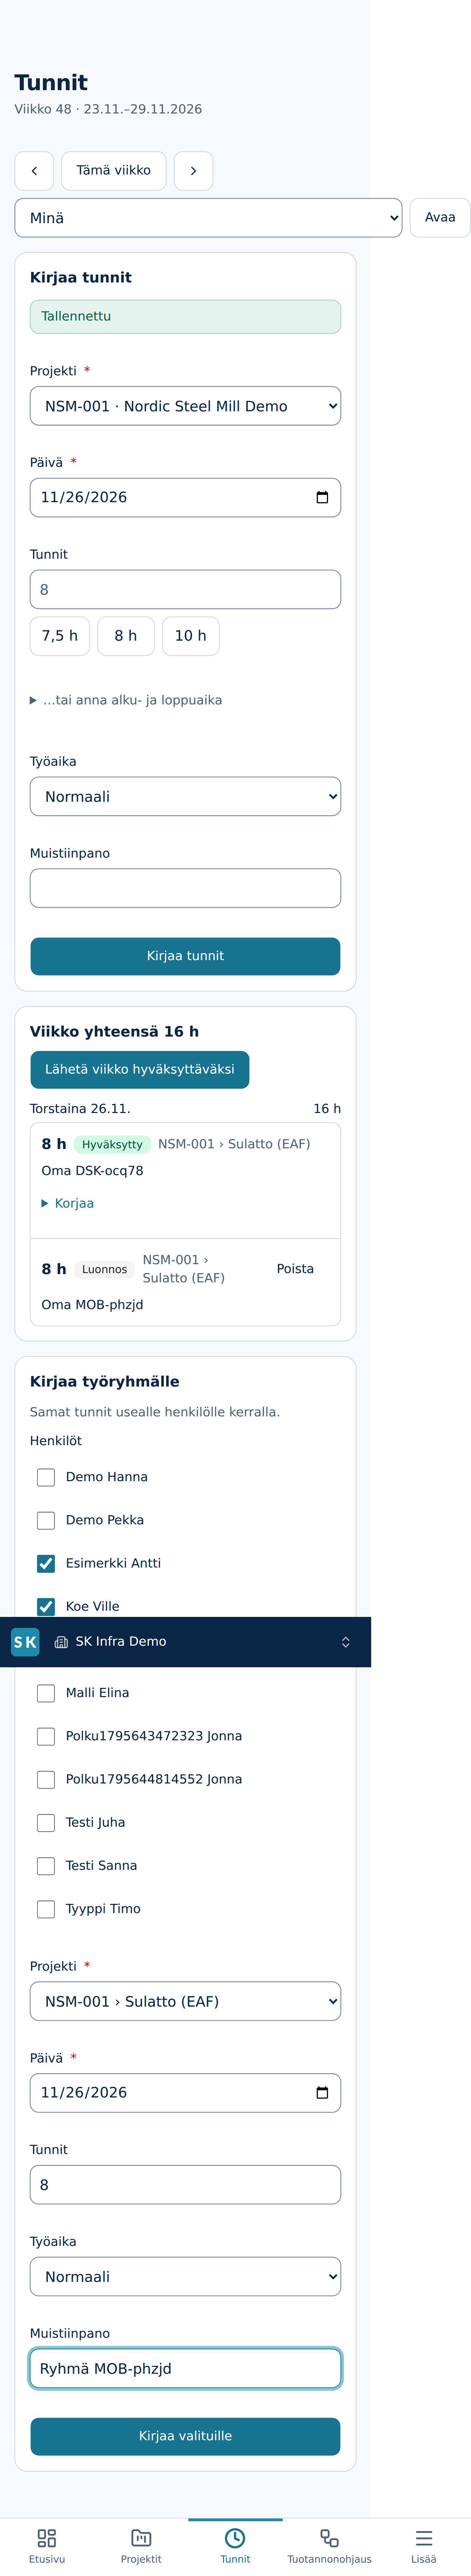 Tunnit
Viikko 48 · 23.11.–29.11.2026
Tämä viikko
Minä
Avaa
Kirjaa tunnit
Tallennettu
Projekti *
NSM-001 · Nordic Steel Mill Demo
Päivä *
11/26/2026
Tunnit
8
7,5 h
8 h
10 h
…tai anna alku- ja loppuaika
Työaika
Normaali
Muistiinpano
Kirjaa tunnit
Viikko yhteensä 16 h
Lähetä viikko hyväksyttäväksi
Torstaina 26.11. 16 h
8 h Hyväksytty NSM-001 › Sulatto (EAF)
Oma DSK-ocq78
Korjaa
8 h Luonnos NSM-001 › Sulatto (EAF) Poista
Oma MOB-phzjd
Kirjaa työryhmälle
Samat tunnit usealle henkilölle kerralla.
Henkilöt
Demo Hanna
Demo Pekka
Esimerkki Antti
Koe Ville
SK SK Infra Demo
Malli Elina
Polku1795643472323 Jonna
Polku1795644814552 Jonna
Testi Juha
Testi Sanna
Tyyppi Timo
Projekti *
NSM-001 › Sulatto (EAF)
Päivä *
11/26/2026
Tunnit
8
Työaika
Normaali
Muistiinpano
Ryhmä MOB-phzjd
Kirjaa valituille
Etusivu
Projektit
Tunnit
Tuotannonohjaus
Lisää